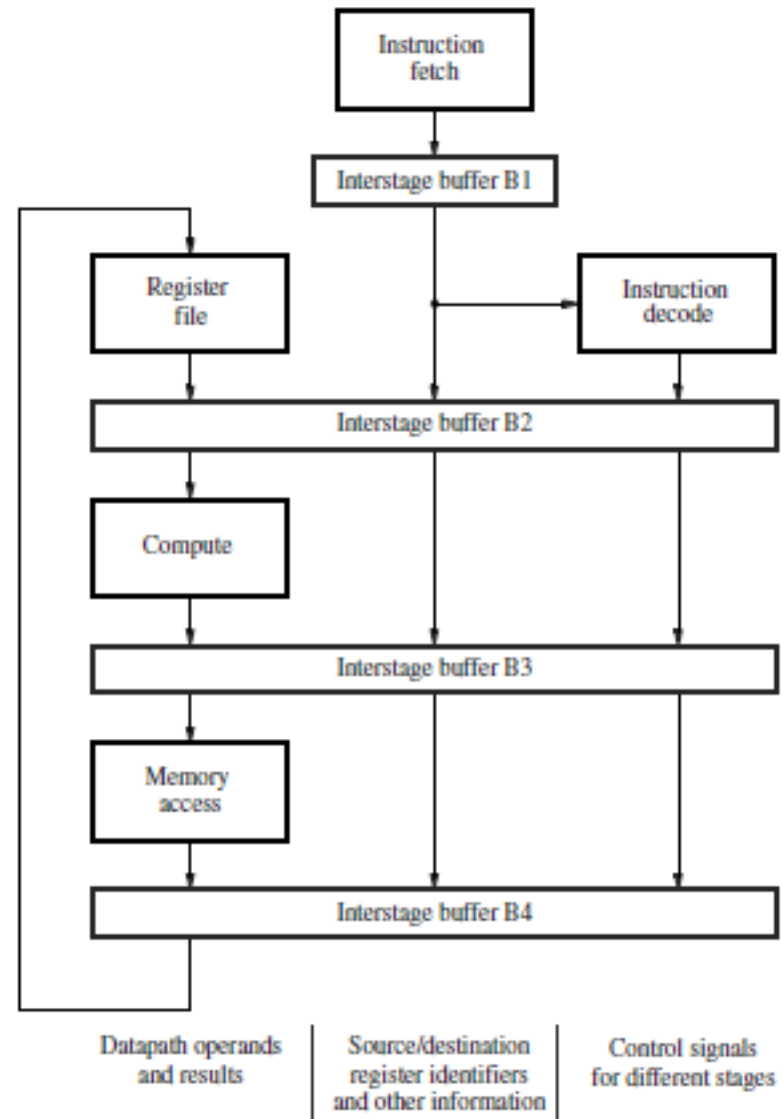 Instruction
fetch
Interstage buffer B1
Register
file
Instruction
decode
Interstage buffer B2
Compute
Interstage buffer B3
Memory
access
Interstage buffer B4
Datapath operands
and results
Source/destination
register identifiers
and other information
Control signals
for different stages